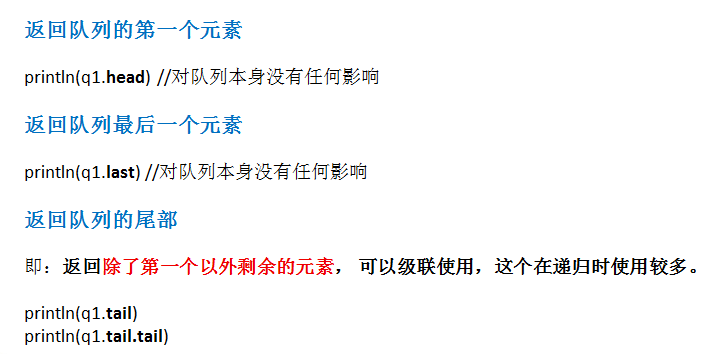 返回队列的第一个元素
println(q1.head) //对队列本身没有任何影响
返回队列最后一个元素
println(q1.last) //对队列本身没有任何影响
返回队列的尾部
即：返回除了第一个以外剩余的元素， 可以级联使用，这个在递归时使用较多。
println(q1.tail)
println(q1.tail.tail)